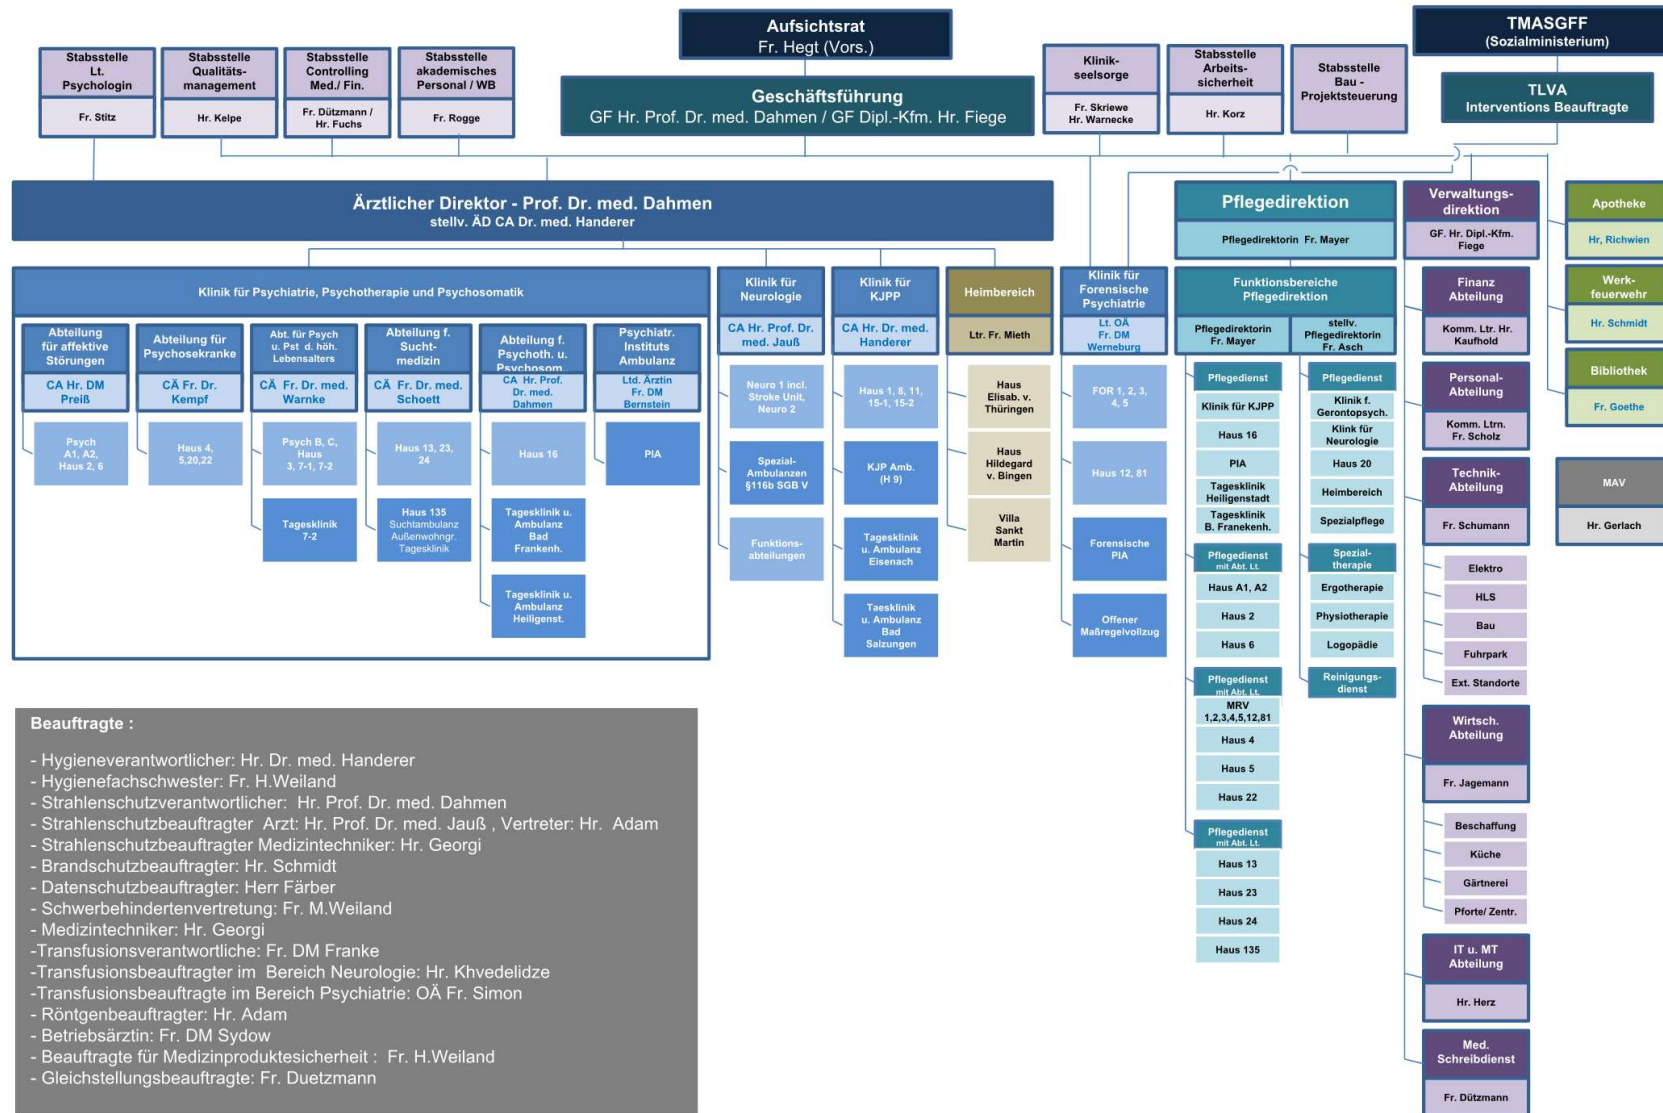 Aufsichtsrat
Fr. Hegt (Vors.)
TMASGFF
(Sozialministerium)
Stabsstelle
Lt.
Psychologin
Fr. Stitz
Stabsstelle
Qualitäts-
management
Hr. Kelpe
Stabsstelle
Controlling
Med./ Fin.
Fr. Dützmann /
Hr. Fuchs
Stabsstelle
akademisches
Personal / WB
Fr. Rogge
Geschäftsführung
GF Hr. Prof. Dr. med. Dahmen / GF Dipl.-Kfm. Hr. Fiege
Klinik-
seelsorge
Fr. Skriewe
Hr. Warnecke
Stabsstelle
Arbeits-
sicherheit
Hr. Korz
Stabsstelle
Bau -
Projektsteuerung
TLVA
Interventions Beauftragte
Ärztlicher Direktor - Prof. Dr. med. Dahmen
stellv. ÄD CA Dr. med. Handerer
Pflegedirektion
Pflegedirektorin Fr. Mayer
Verwaltungs-
direktion
GF. Hr. Dipl.-Kfm.
Fiege
Apotheke
Hr, Richwien
Werk-
feuerwehr
Hr. Schmidt
Bibliothek
Fr. Goethe
MAV
Hr. Gerlach
Klinik für Psychiatrie, Psychotherapie und Psychosomatik
Abteilung
für affektive
Störungen
CA Hr. DM
Preiß
Psych
A1, A2,
Haus 2, 6
Abteilung für
Psychosekranke
CÄ Fr. Dr.
Kempf
Haus 4,
5,20,22
Abt. für Psych
u. Pst d. höh.
Lebensalters
CÄ Fr. Dr. med.
Warnke
Psych B, C,
Haus
3, 7-1, 7-2
Tagesklinik
7-2
Abteilung f.
Sucht-
medizin
CÄ Fr. Dr. med.
Schoett
Haus 13, 23,
24
Haus 135
Suchtambulanz
Außenwohngr.
Tagesklinik
Abteilung f.
Psychoth. u.
Psychosom..
CA Hr. Prof.
Dr. med.
Dahmen
Haus 16
Tagesklinik u.
Ambulanz
Bad
Frankenh.
Tagesklinik u.
Ambulanz
Heiligenst.
Psychiatr.
Instituts
Ambulanz
Ltd. Ärztin
Fr. DM
Bernstein
PIA
Klinik für
Neurologie
CA Hr. Prof. Dr.
med. Jauß
Neuro 1 incl.
Stroke Unit,
Neuro 2
Spezial-
Ambulanzen
§116b SGB V
Funktions-
abteilungen
Klinik für
KJPP
CA Hr. Dr. med.
Handerer
Haus 1, 8, 11,
15-1, 15-2
KJP Amb.
(H 9)
Tagesklinik
u. Ambulanz
Eisenach
Taesklinik
u. Ambulanz
Bad
Salzungen
Heimbereich
Ltr. Fr. Mieth
Haus
Elisab. v.
Thüringen
Haus
Hildegard
v. Bingen
Villa
Sankt
Martin
Klinik für
Forensische
Psychiatrie
Lt. OÄ
Fr. DM
Werneburg
FOR 1, 2, 3,
4, 5
Haus 12, 81
Forensische
PIA
Offener
Maßregelvollzug
Funktionsbereiche
Pflegedirektion
Pflegedirektorin
Fr. Mayer
Pflegedienst
Klinik für KJPP
Haus 16
PIA
Tagesklinik
Heiligenstadt
Tagesklinik
B. Franekenh.
Pflegedienst
mit Abt. Lt.
Haus A1, A2
Haus 2
Haus 6
Pflegedienst
mit Abt. Lt.
MRV
1,2,3,4,5,12,81
Haus 4
Haus 5
Haus 22
Pflegedienst
mit Abt. Lt.
Haus 13
Haus 23
Haus 24
Haus 135
stellv.
Pflegedirektorin
Fr. Asch
Pflegedienst
Klinik f.
Gerontopsych.
Klink für
Neurologie
Haus 20
Heimbereich
Spezialpflege
Spezial-
therapie
Ergotherapie
Physiotherapie
Logopädie
Reinigungs-
dienst
Finanz
Abteilung
Komm. Ltr. Hr.
Kaufhold
Personal-
Abteilung
Komm. Ltrn.
Fr. Scholz
Technik-
Abteilung
Fr. Schumann
Elektro
HLS
Bau
Fuhrpark
Ext. Standorte
Wirtsch.
Abteilung
Fr. Jagemann
Beschaffung
Küche
Gärtnerei
Pforte/ Zentr.
IT u. MT
Abteilung
Hr. Herz
Med.
Schreibdienst
Fr. Dützmann
Beauftragte :
- Hygieneverantwortlicher: Hr. Dr. med. Handerer
- Hygienefachschwester: Fr. H.Weiland
- Strahlenschutzverantwortlicher: Hr. Prof. Dr. med. Dahmen
- Strahlenschutzbeauftragter Arzt: Hr. Prof. Dr. med. Jauß , Vertreter: Hr. Adam
- Strahlenschutzbeauftragter Medizintechniker: Hr. Georgi
- Brandschutzbeauftragter: Hr. Schmidt
- Datenschutzbeauftragter: Herr Färber
- Schwerbehindertenvertretung: Fr. M.Weiland
- Medizintechniker: Hr. Georgi
-Transfusionsverantwortliche: Fr. DM Franke
-Transfusionsbeauftragter im Bereich Neurologie: Hr. Khvedelidze
-Transfusionsbeauftragte im Bereich Psychiatrie: OÄ Fr. Simon
- Röntgenbeauftragter: Hr. Adam
- Betriebsärztin: Fr. DM Sydow
- Beauftragte für Medizinproduktesicherheit : Fr. H.Weiland
- Gleichstellungsbeauftragte: Fr. Duetzmann